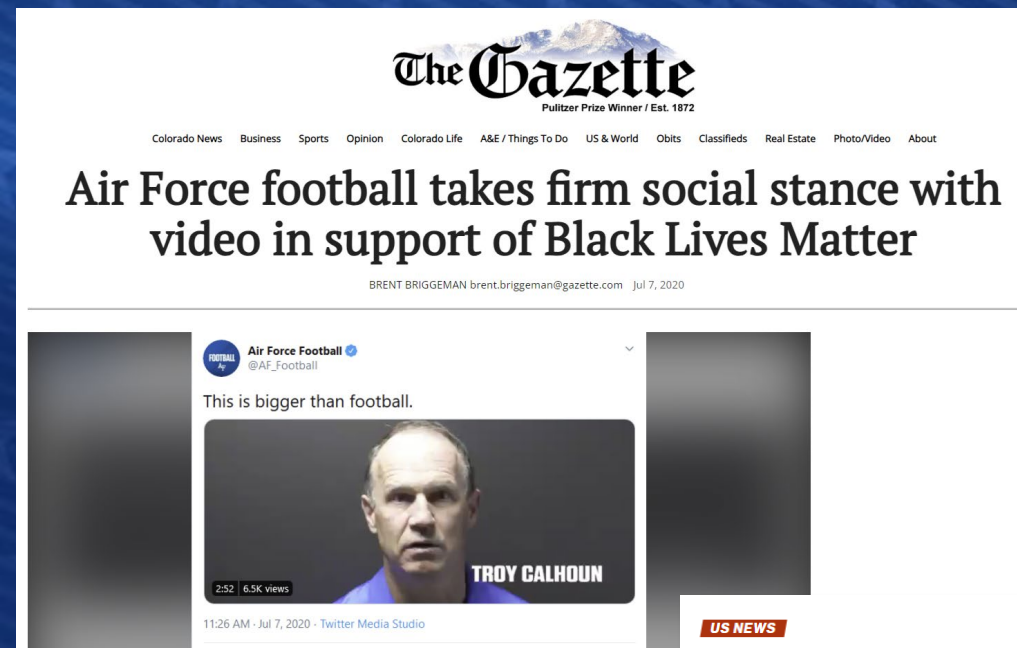 The Gazette
Pulitzer Prize Winner / Est. 1872
Colorado News Business Sports Opinion Colorado Life A&E / Things To Do US & World Obits Classifieds Real Estate Photo/Video About
Air Force football takes firm social stance with
video in support of Black Lives Matter
BRENT BRIGGEMAN brent.briggeman@gazette.com Jul 7, 2020
FOOTBALL
Air Force Football
@AF_Football
This is bigger than football.
TROY CALHOUN
2:52 6.5K views
11:26 AM · Jul 7, 2020 · Twitter Media Studio
US NEWS